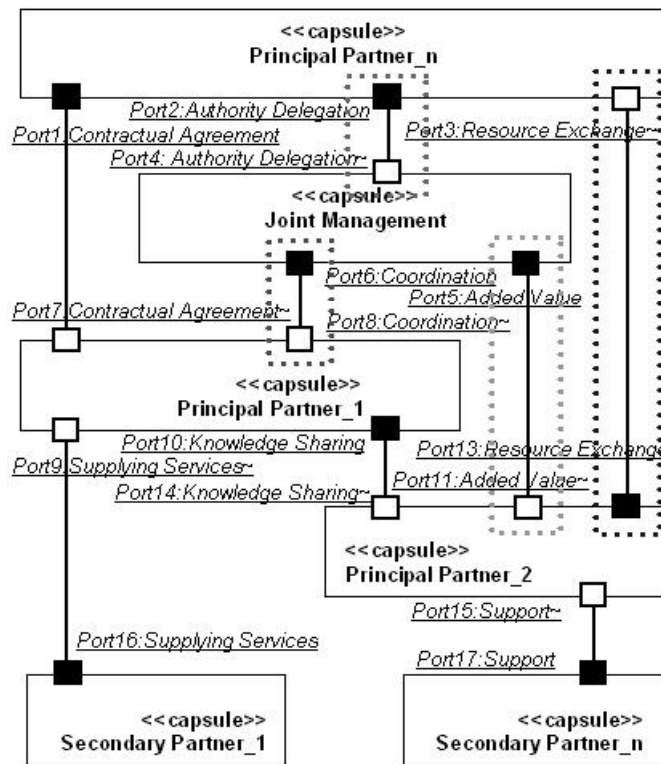 <<capsule>>
Principal Partner_n
Port2:Authority Delegation
Port1:Contractual Agreement
Port3:Resource Exchange~
Port4: Authority Delegation~
<<capsule>>
Joint Management
Port6:Coordination
Port5:Added Value
Port7:Contractual Agreement~
Port8:Coordination~
<<capsule>>
Principal Partner_1
Port10:Knowledge Sharing
Port13:Resource Exchange
Port9:Supplying Services~
Port14:Knowledge Sharing~
Port11:Added Value~
<<capsule>>
Principal Partner_2
Port15:Support~
Port16:Supplying Services
Port17:Support
<<capsule>>
Secondary Partner_1
<<capsule>>
Secondary Partner_n